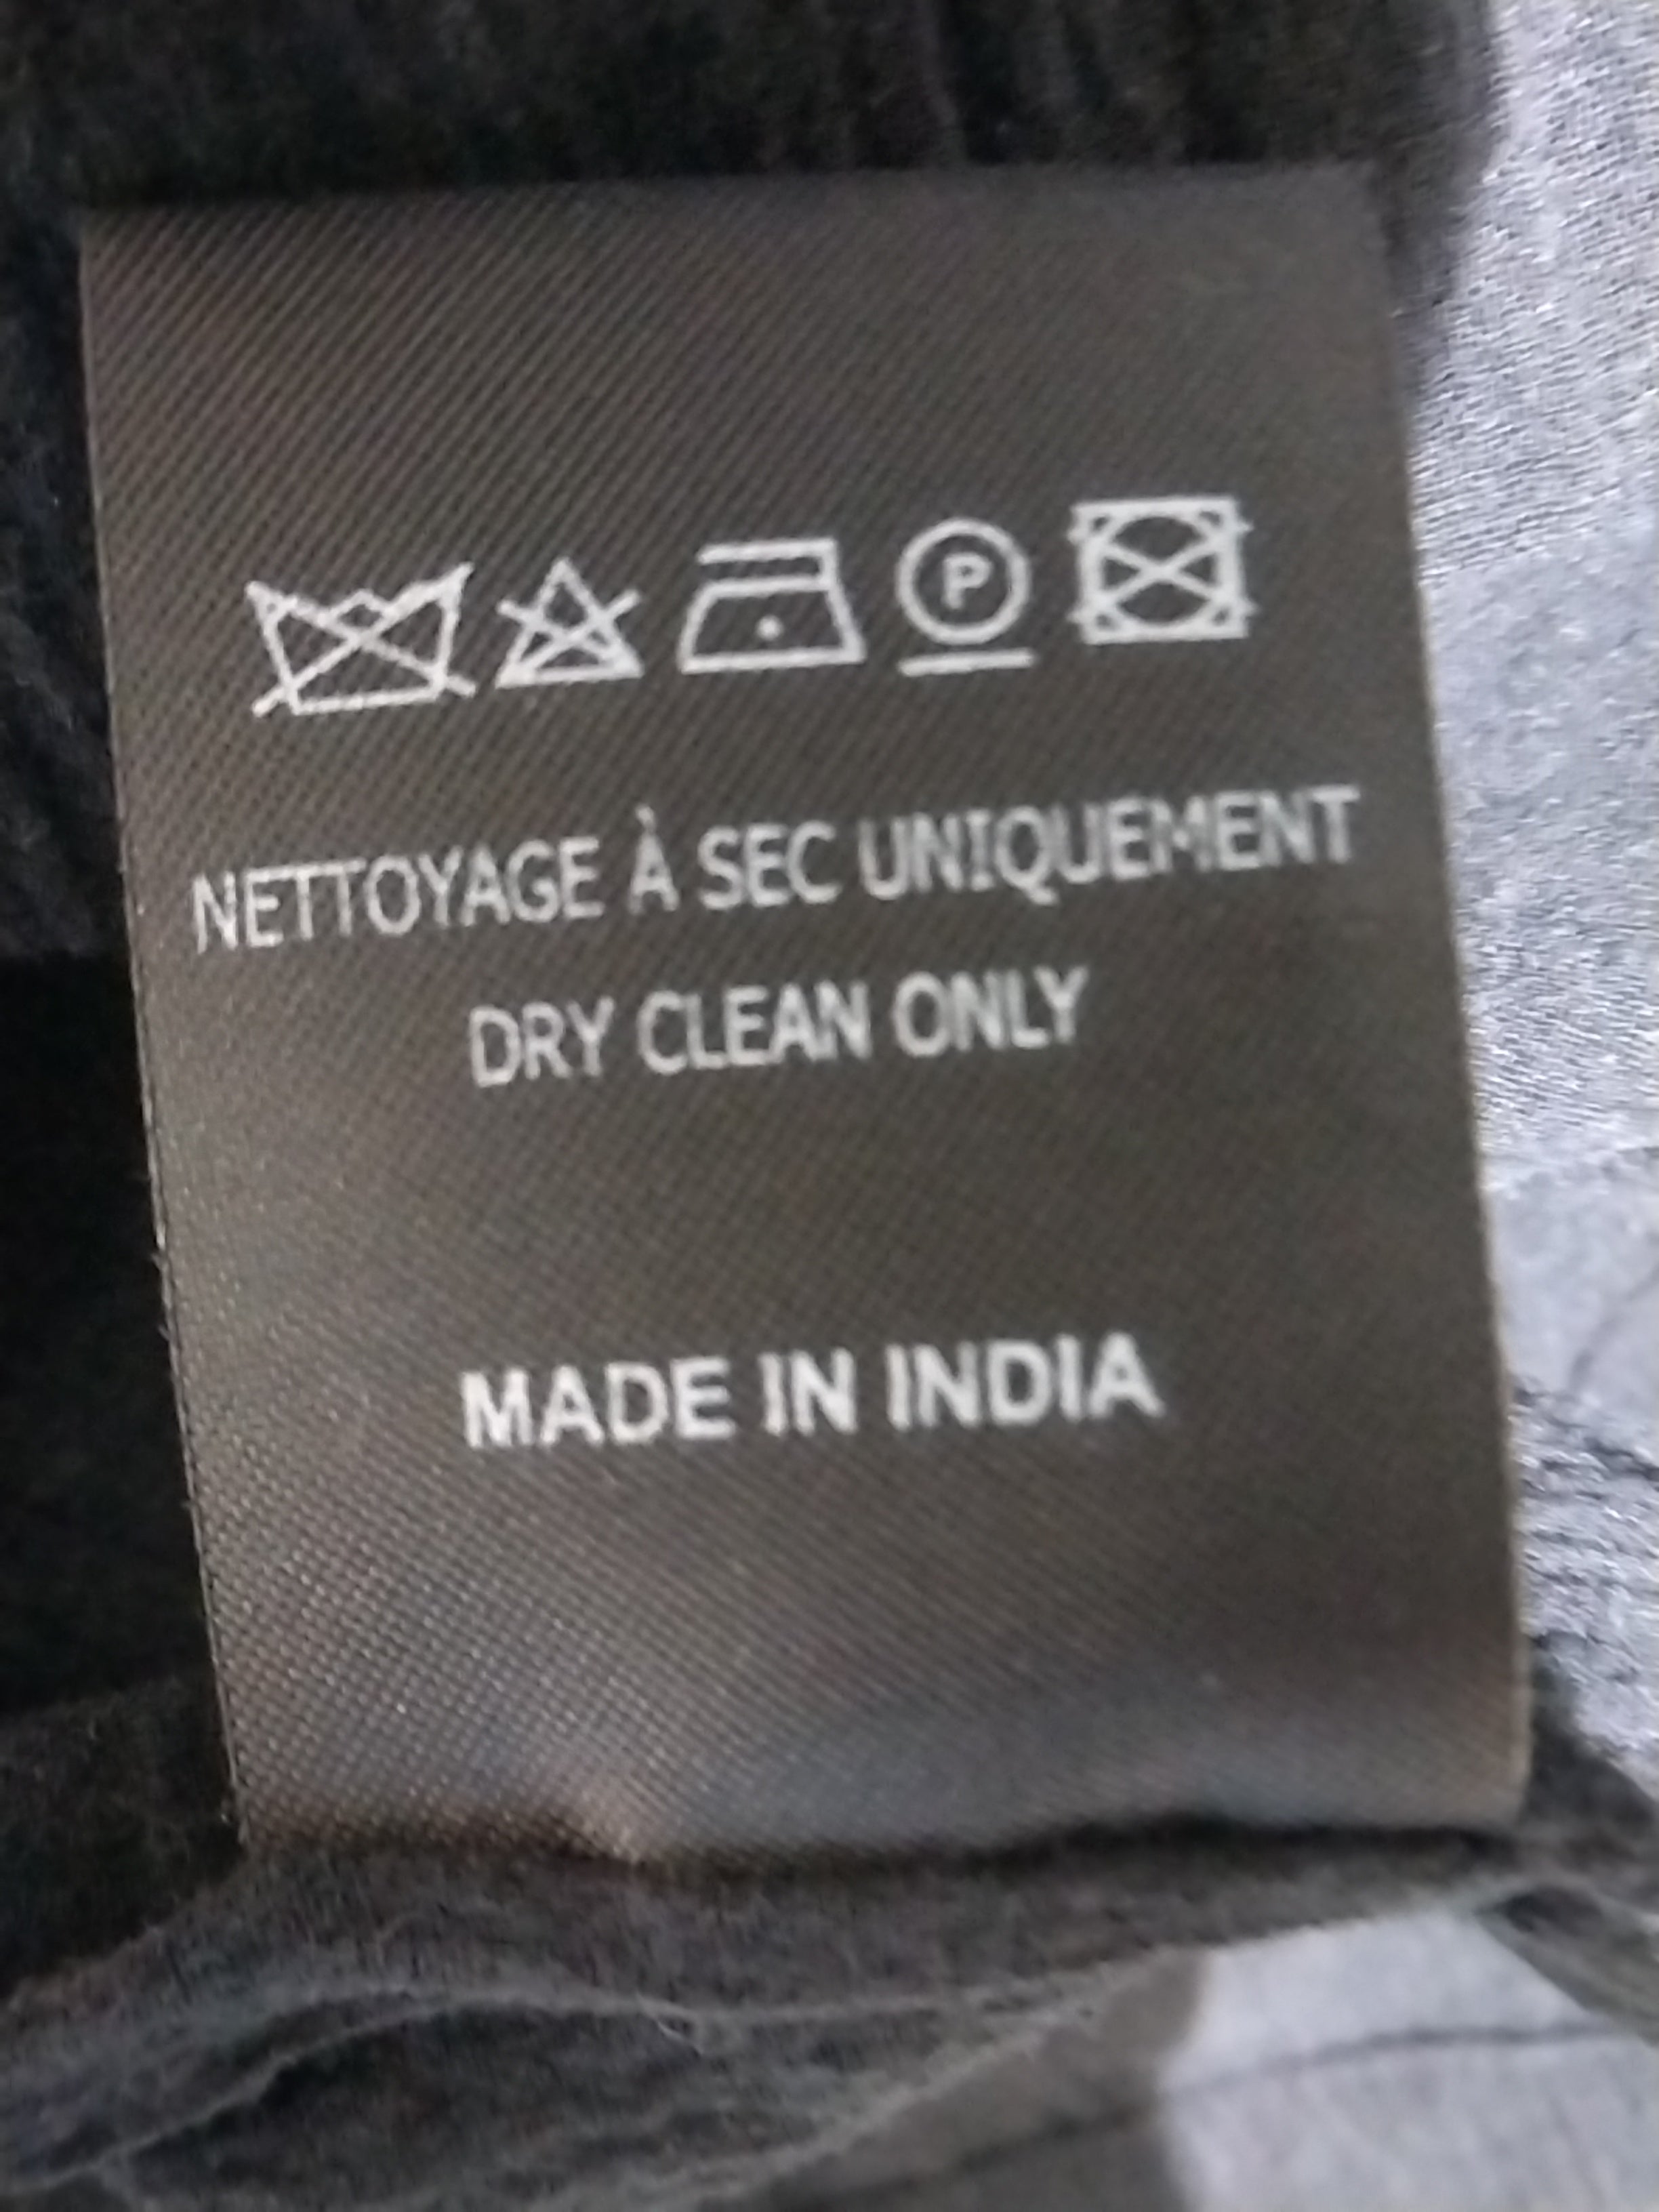 P
NETTOYAGE À SEC UNIQUEMENT
DRY CLEAN ONLY
MADE IN INDIA